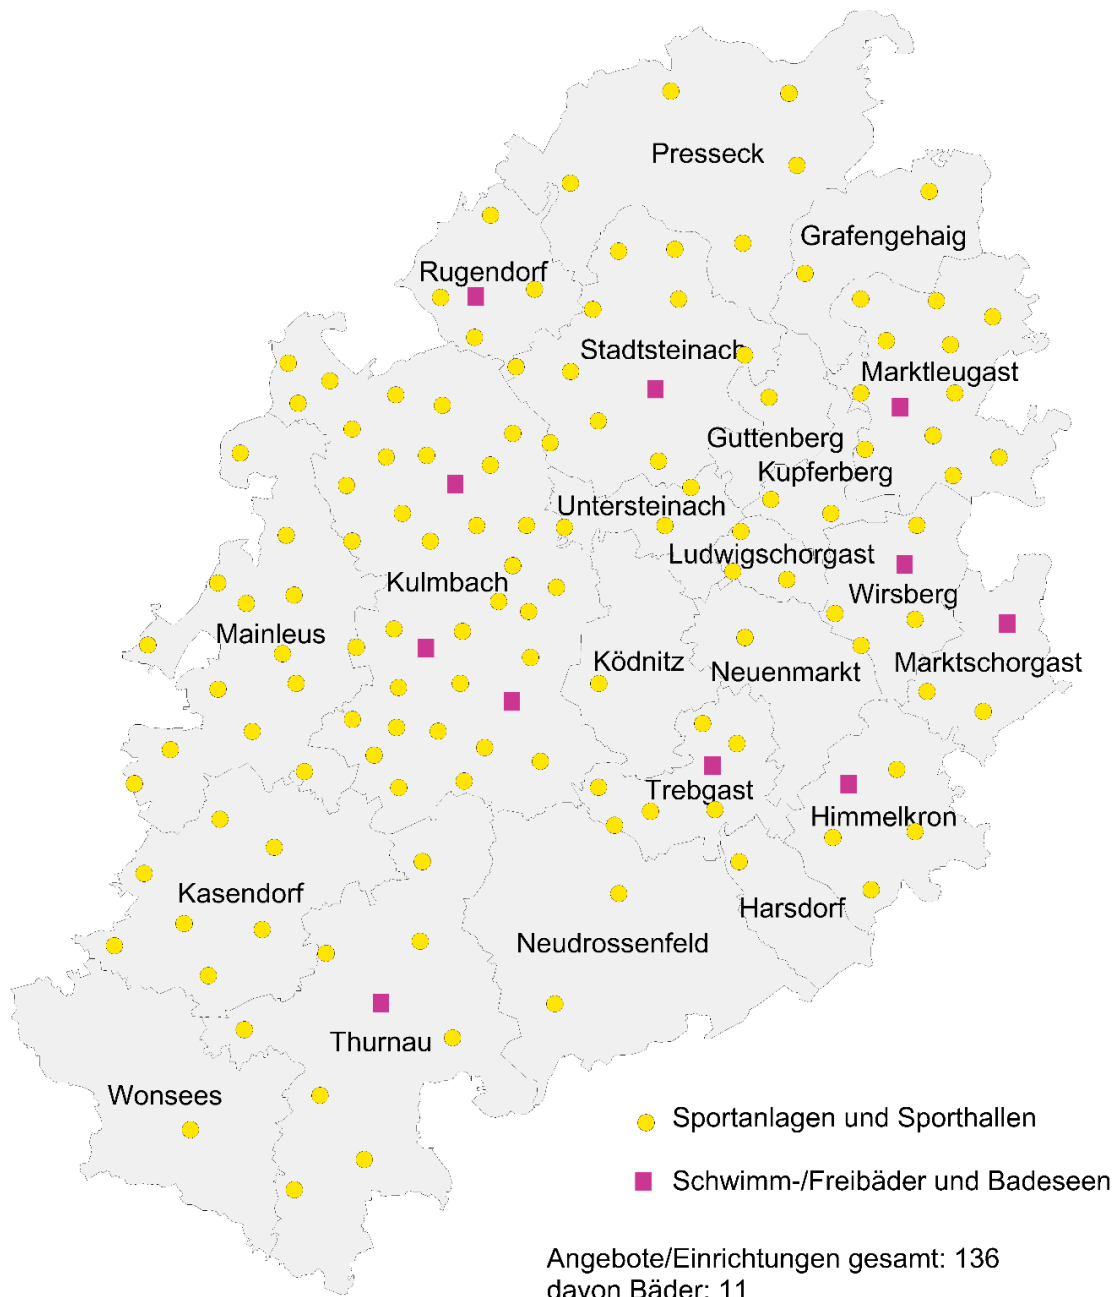 Presseck
Grafengehaig
Rugendorf
Stadtsteinach
Marktleugast
Guttenberg
Kupferberg
Untersteinach
Ludwigschorgast
Kulmbach
Wirsberg
Mainleus
Ködnitz
Neuenmarkt
Marktschorgast
Trebgast
Himmelkron
Kasendorf
Harsdorf
Neudrossenfeld
Thurnau
Wonsees
Sportanlagen und Sporthallen
Schwimm-/Freibäder und Badeseen
Angebote/Einrichtungen gesamt: 136
davon Bäder: 11